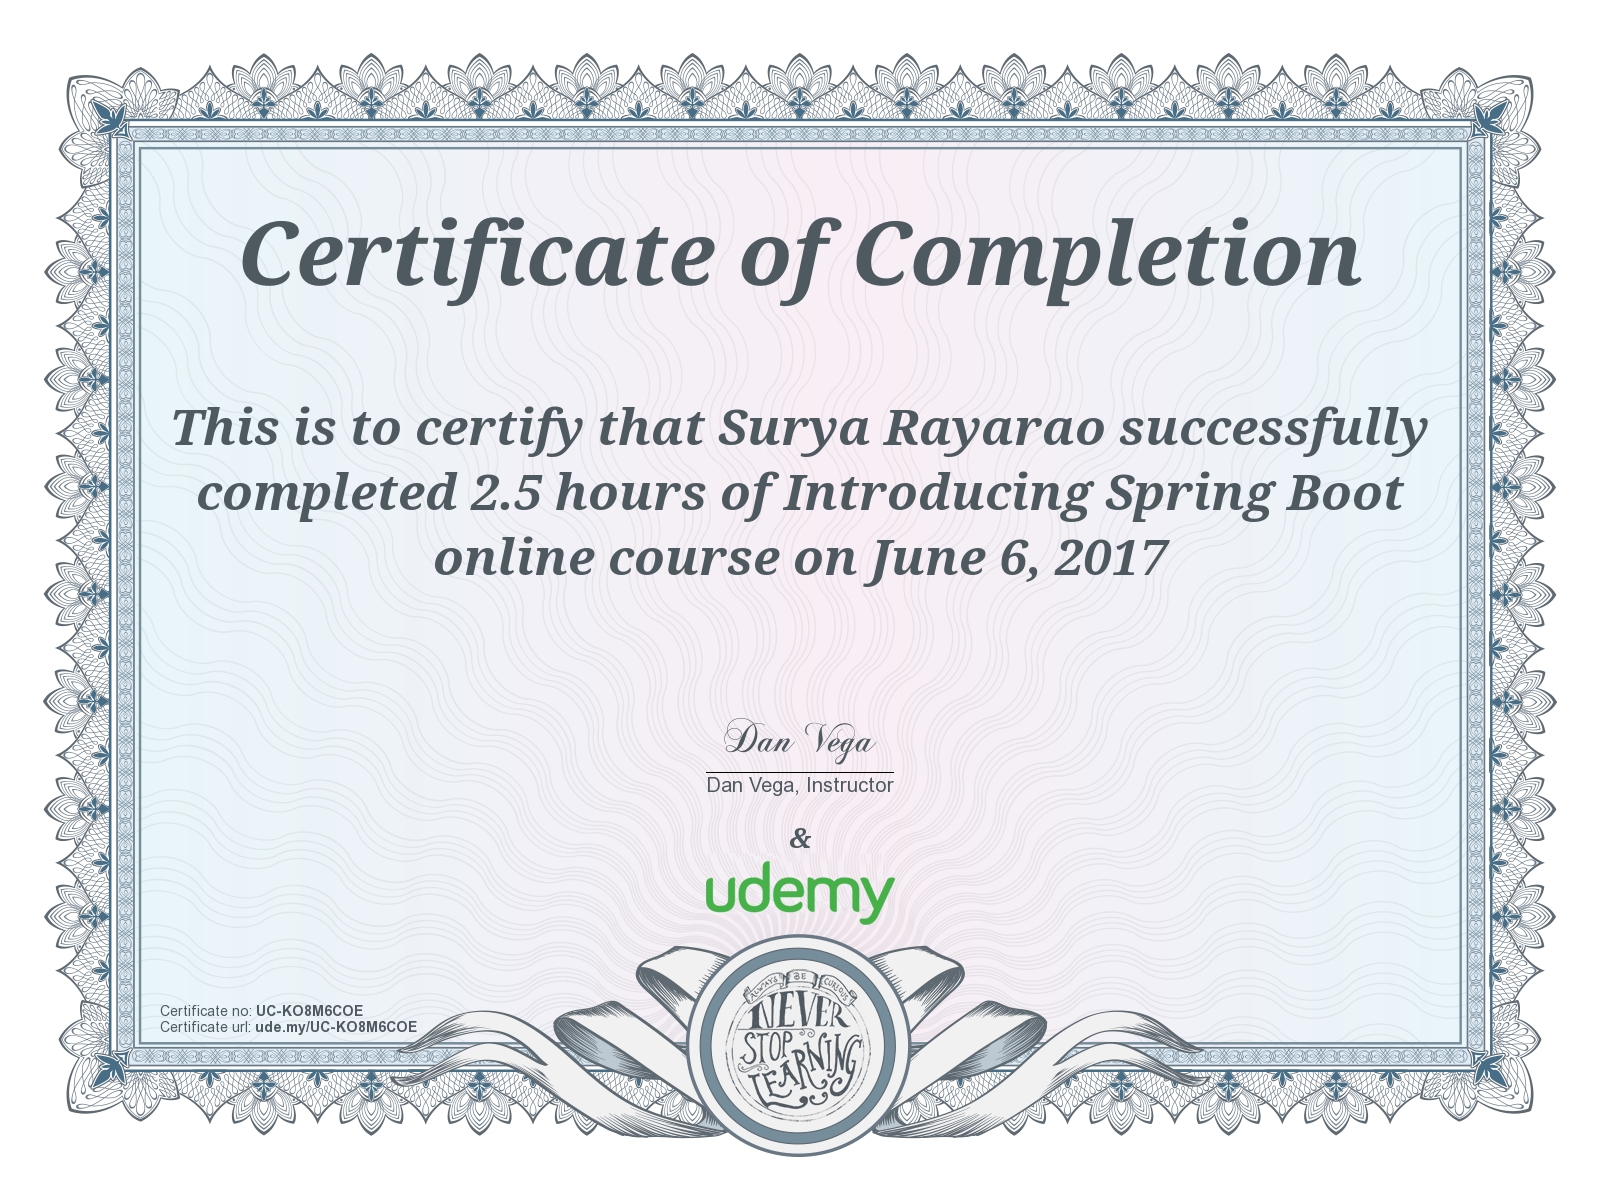 Certificate of Completion
This is to certify that Surya Rayarao successfully
completed 2.5 hours of Introducing Spring Boot
online course on June 6, 2017
Dan Vega
Dan Vega, Instructor
&
udemy
ALWAYS BE CURIOUS
NEVER
STOP
LEARNING
Certificate no: UC-KO8M6COE
Certificate url: ude.my/UC-KO8M6COE